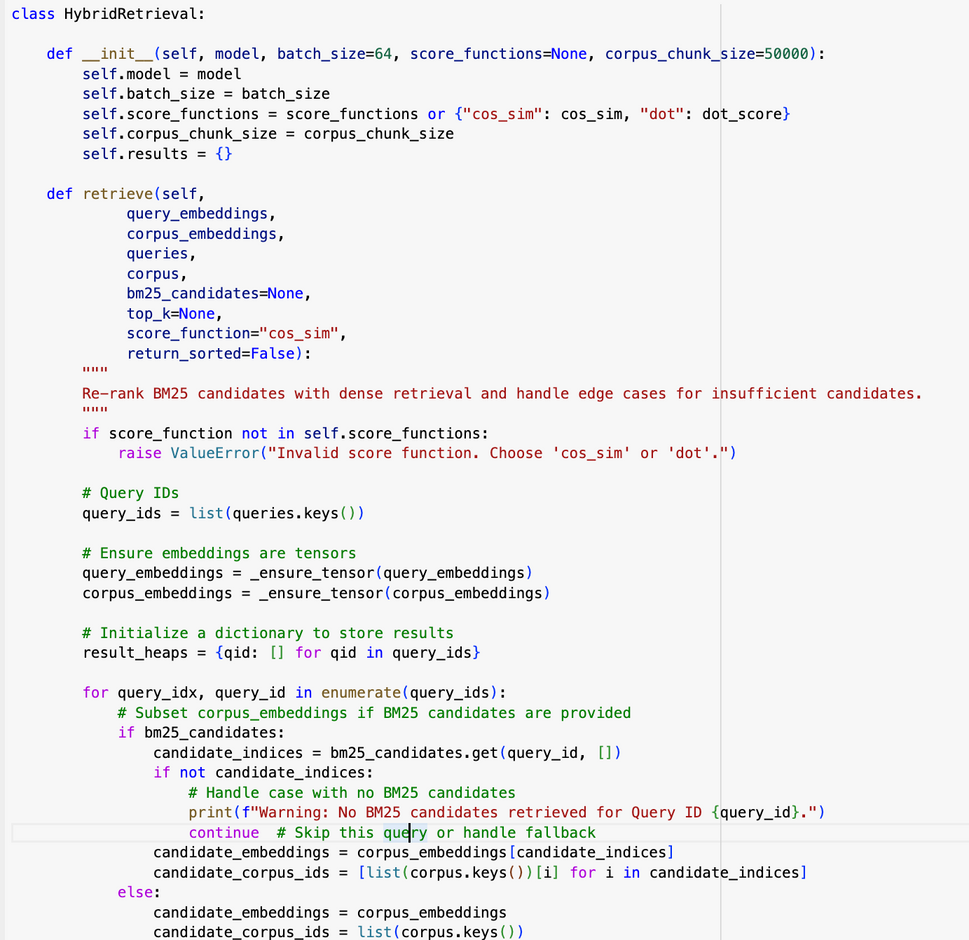 class HybridRetrieval:
def __init__(self, model, batch_size=64, score_functions=None, corpus_chunk_size=50000):
self.model = model
self.batch_size = batch_size
self.score_functions = score_functions or {"cos_sim": cos_sim, "dot": dot_score}
self.corpus_chunk_size = corpus_chunk_size
self.results = {}
def retrieve(self,
query_embeddings,
corpus_embeddings,
queries,
corpus,
bm25_candidates=None,
top_k=None,
score_function="cos_sim",
return_sorted=False):
"""
Re-rank BM25 candidates with dense retrieval and handle edge cases for insufficient candidates.
"""
if score_function not in self.score_functions:
raise ValueError("Invalid score function. Choose 'cos_sim' or 'dot'.")
# Query IDs
query_ids = list(queries.keys())
# Ensure embeddings are tensors
query_embeddings = _ensure_tensor(query_embeddings)
corpus_embeddings = _ensure_tensor(corpus_embeddings)
# Initialize a dictionary to store results
result_heaps = {qid: [] for qid in query_ids}
for query_idx, query_id in enumerate(query_ids):
# Subset corpus_embeddings if BM25 candidates are provided
if bm25_candidates:
candidate_indices = bm25_candidates.get(query_id, [])
if not candidate_indices:
# Handle case with no BM25 candidates
print(f"Warning: No BM25 candidates retrieved for Query ID {query_id}.")
continue  # Skip this query or handle fallback
candidate_embeddings = corpus_embeddings[candidate_indices]
candidate_corpus_ids = [list(corpus.keys())[i] for i in candidate_indices]
else:
candidate_embeddings = corpus_embeddings
candidate_corpus_ids = list(corpus.keys())